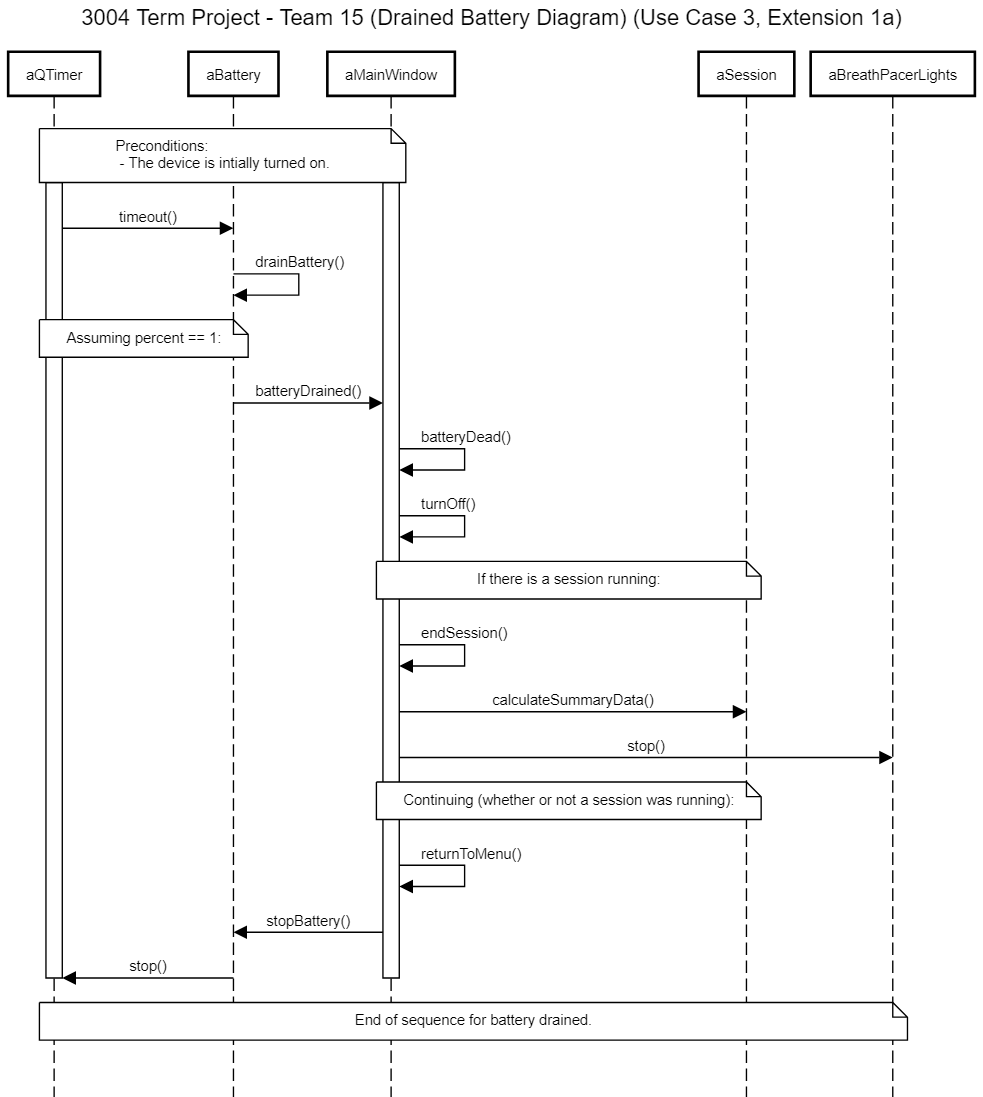 3004 Term Project - Team 15 (Drained Battery Diagram) (Use Case 3, Extension 1a)
aQTimer
aBattery
aMainWindow
aSession
aBreathPacerLights
Preconditions:
- The device is intially turned on.
timeout()
drainBattery()
Assuming percent == 1:
batteryDrained()
batteryDead()
turnOff()
If there is a session running:
endSession()
calculateSummaryData()
stop()
Continuing (whether or not a session was running):
returnToMenu()
stopBattery()
stop()
End of sequence for battery drained.